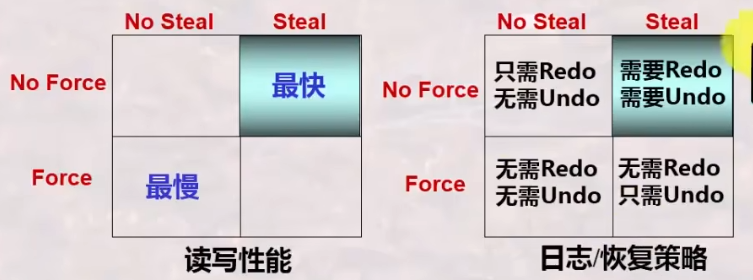 No Steal
Steal
No Force
最快
Force
最慢
读写性能
No Steal
Steal
No Force
只需Redo
无需Undo
需要Redo
需要Undo
Force
无需Redo
无需Undo
无需Redo
只需Undo
日志/恢复策略